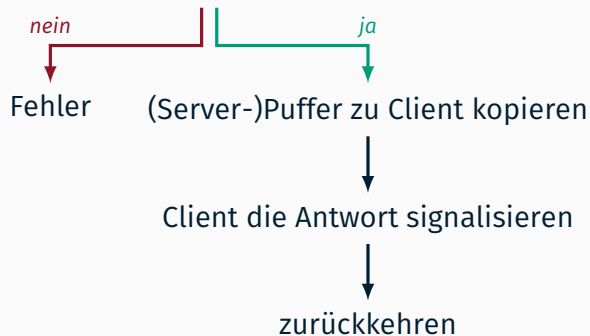 nein
ja
Fehler
(Server-)Puffer zu Client kopieren
Client die Antwort signalisieren
zurückkehren